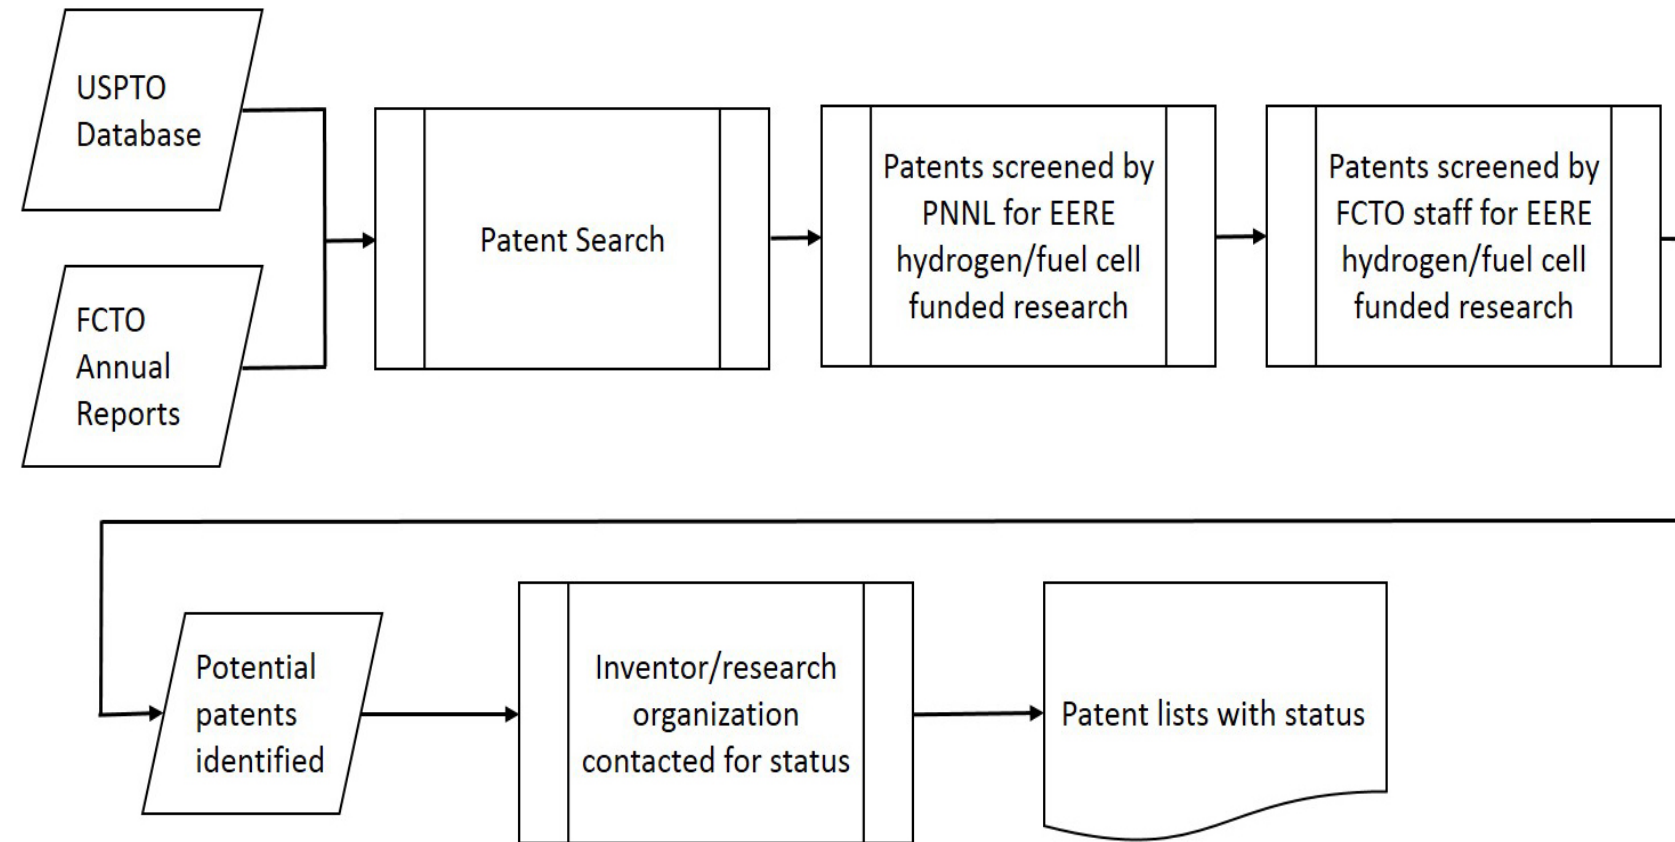 USPTO
Database
FCTO
Annual
Reports
Patent Search
Patents screened by
PNNL for EERE
hydrogen/fuel cell
funded research
Patents screened by
FCTO staff for EERE
hydrogen/fuel cell
funded research
Potential
patents
identified
Inventor/research
organization
contacted for status
Patent lists with status